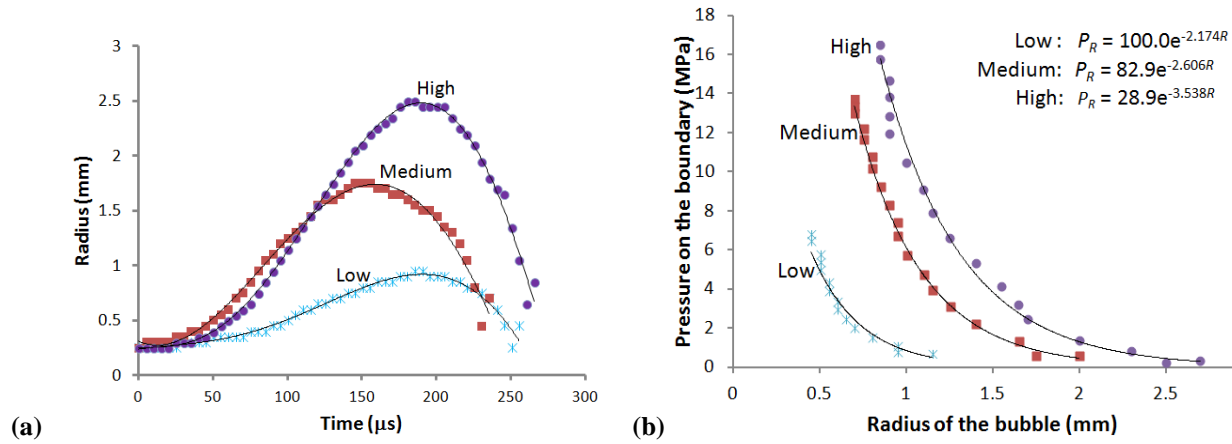 3
2.5
2
1.5
1
0.5
0
0
50
100
150
200
250
300
Radius (mm)
Time (µs)
High
Medium
Low
(a)
18
16
14
12
10
8
6
4
2
0
0
0.5
1
1.5
2
2.5
Pressure on the boundary (MPa)
Radius of the bubble (mm)
High
Medium
Low
Low : P_R = 100.0e^-2.174R
Medium: P_R = 82.9e^-2.606R
High: P_R = 28.9e^-3.538R
(b)